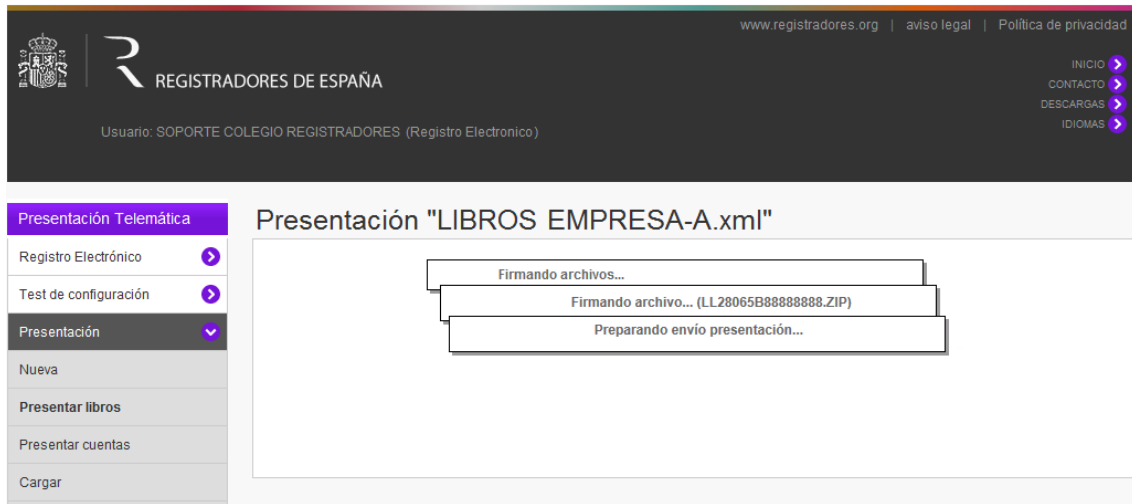 www.registradores.org | aviso legal | Política de privacidad
INICIO
CONTACTO
DESCARGAS
IDIOMAS
REGISTRADORES DE ESPAÑA
Usuario: SOPORTE COLEGIO REGISTRADORES (Registro Electronico)
Presentación Telemática
Registro Electrónico
Test de configuración
Presentación
Nueva
Presentar libros
Presentar cuentas
Cargar
Presentación "LIBROS EMPRESA-A.xml"
Firmando archivos...
Firmando archivo... (LL28065B88888888.ZIP)
Preparando envío presentación...